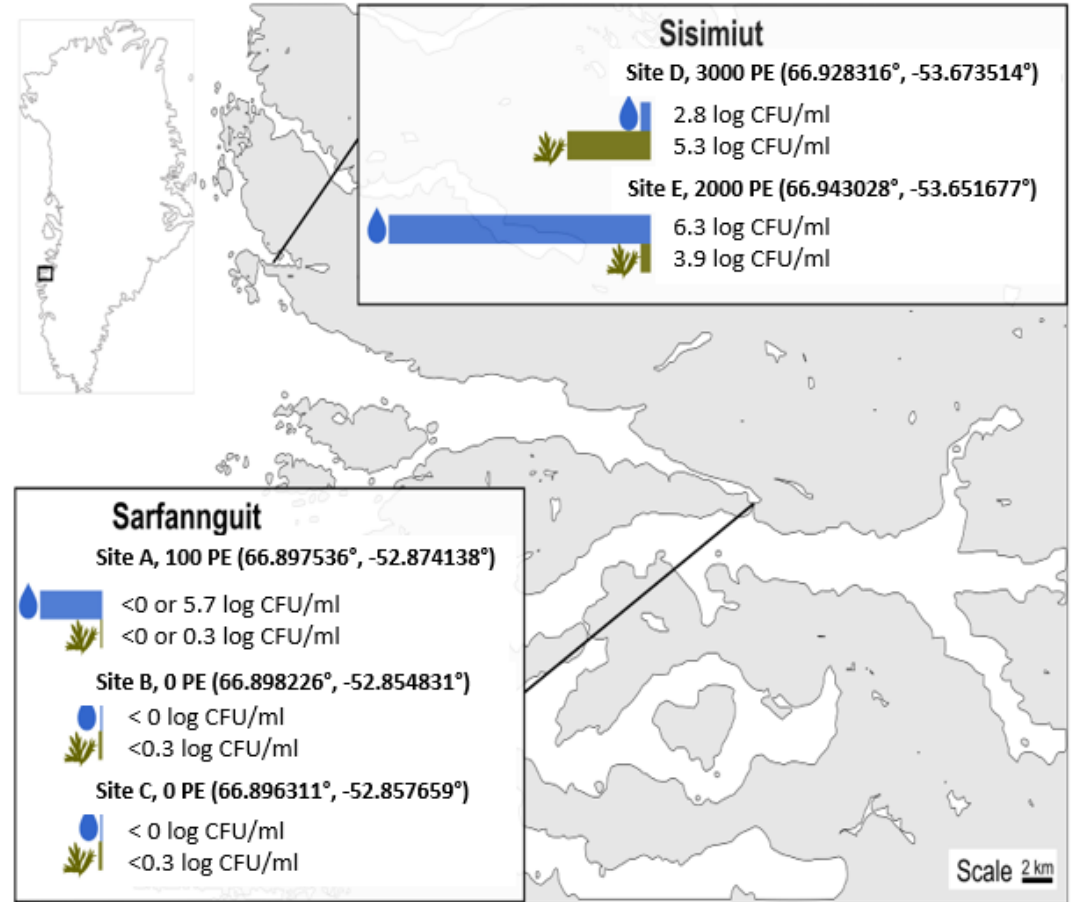 Sisimiut
Site D, 3000 PE (66.928316°, -53.673514°)
2.8 log CFU/ml
5.3 log CFU/ml
Site E, 2000 PE (66.943028°, -53.651677°)
6.3 log CFU/ml
3.9 log CFU/ml
Sarfannguit
Site A, 100 PE (66.897536°, -52.874138°)
<0 or 5.7 log CFU/ml
<0 or 0.3 log CFU/ml
Site B, 0 PE (66.898226°, -52.854831°)
< 0 log CFU/ml
<0.3 log CFU/ml
Site C, 0 PE (66.896311°, -52.857659°)
< 0 log CFU/ml
<0.3 log CFU/ml
Scale 2 km